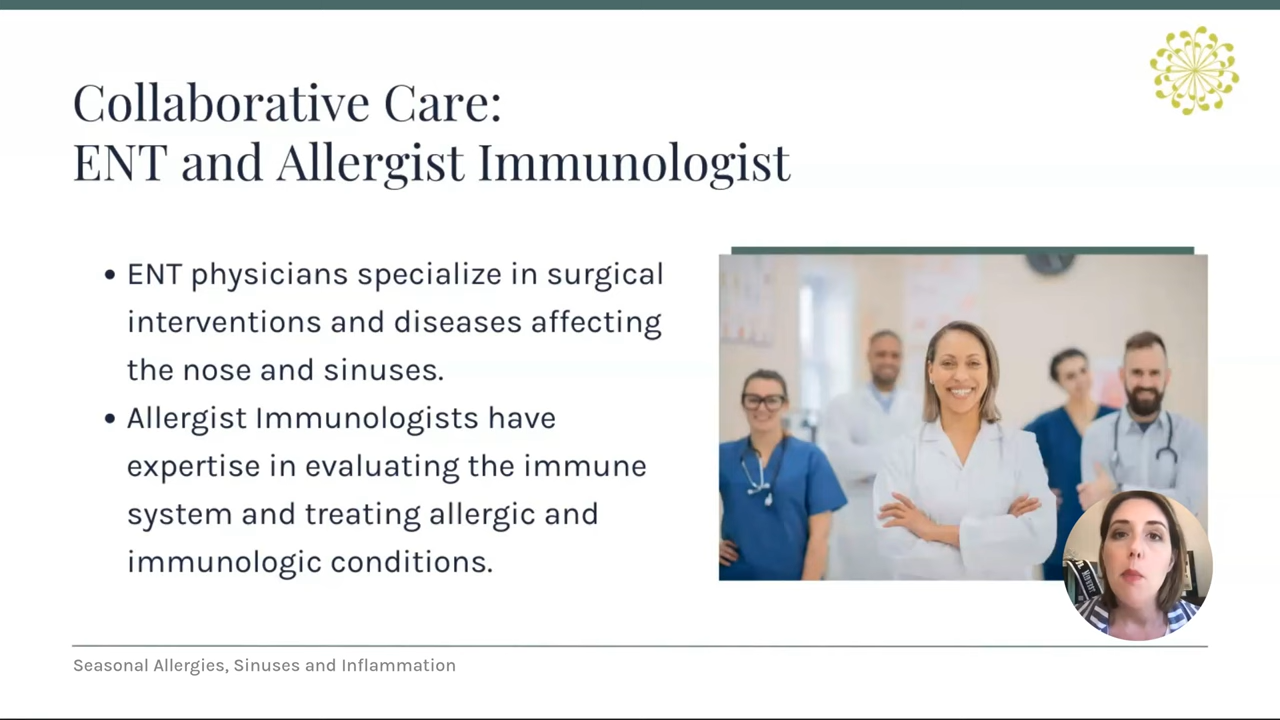 Collaborative Care:
ENT and Allergist Immunologist
• ENT physicians specialize in surgical
interventions and diseases affecting
the nose and sinuses.
• Allergist Immunologists have
expertise in evaluating the immune
system and treating allergic and
immunologic conditions.
Seasonal Allergies, Sinuses and Inflammation